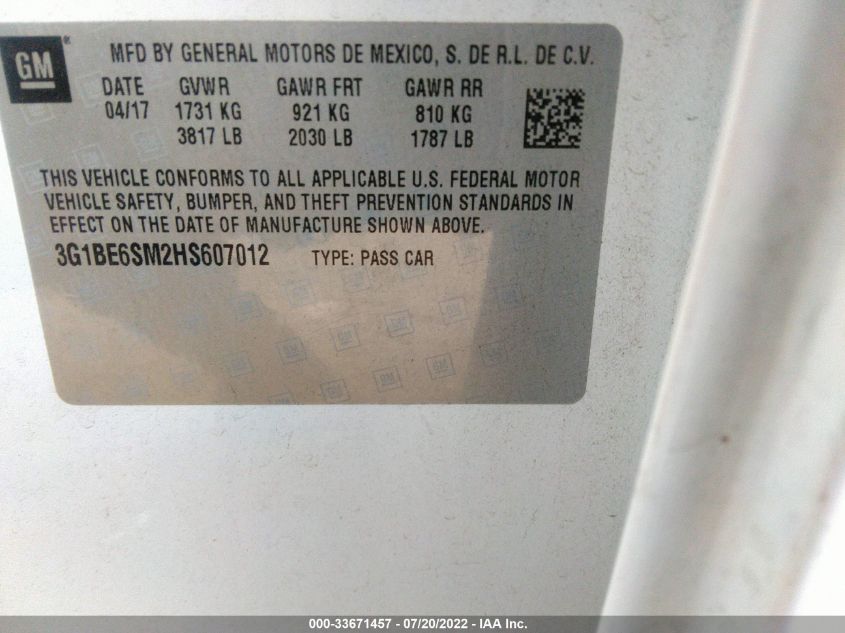 GM
MFD BY GENERAL MOTORS DE MEXICO, S. DE R.L. DE C.V.
DATE GVWR GAWR FRT GAWR RR
04/17 1731 KG 921 KG 810 KG
3817 LB 2030 LB 1787 LB
THIS VEHICLE CONFORMS TO ALL APPLICABLE U.S. FEDERAL MOTOR
VEHICLE SAFETY, BUMPER, AND THEFT PREVENTION STANDARDS IN
EFFECT ON THE DATE OF MANUFACTURE SHOWN ABOVE.
3G1BE6SM2HS607012 TYPE: PASS CAR
000-33671457 - 07/20/2022 - IAA Inc.